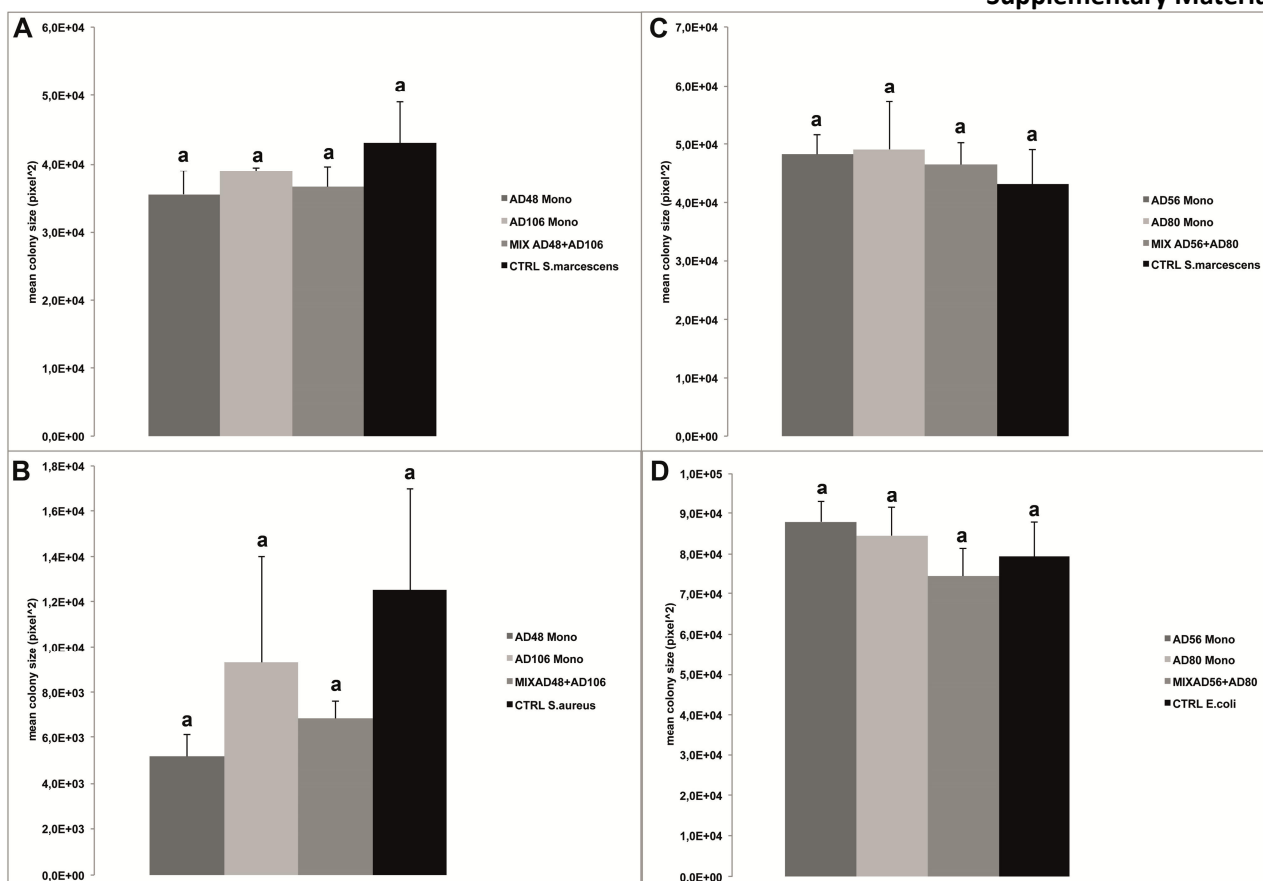 Supplementary Materia
A
6,0E+04
5,0E+04
4,0E+04
3,0E+04
2,0E+04
1,0E+04
0,0E+00
mean colony size (pixel^2)
a
a
a
a
AD48 Mono
AD106 Mono
MIX AD48+AD106
CTRL S.marcescens
C
7,0E+04
6,0E+04
5,0E+04
4,0E+04
3,0E+04
2,0E+04
1,0E+04
0,0E+00
mean colony size (pixel^2)
a
a
a
a
AD56 Mono
AD80 Mono
MIX AD56+AD80
CTRL S.marcescens
B
1,8E+04
1,6E+04
1,4E+04
1,2E+04
1,0E+04
8,0E+03
6,0E+03
4,0E+03
2,0E+03
0,0E+00
mean colony size (pixel^2)
a
a
a
a
AD48 Mono
AD106 Mono
MIXAD48+AD106
CTRL S.aureus
D
1,0E+05
9,0E+04
8,0E+04
7,0E+04
6,0E+04
5,0E+04
4,0E+04
3,0E+04
2,0E+04
1,0E+04
0,0E+00
mean colony size (pixel^2)
a
a
a
a
AD56 Mono
AD80 Mono
MIXAD56+AD80
CTRL E.coli